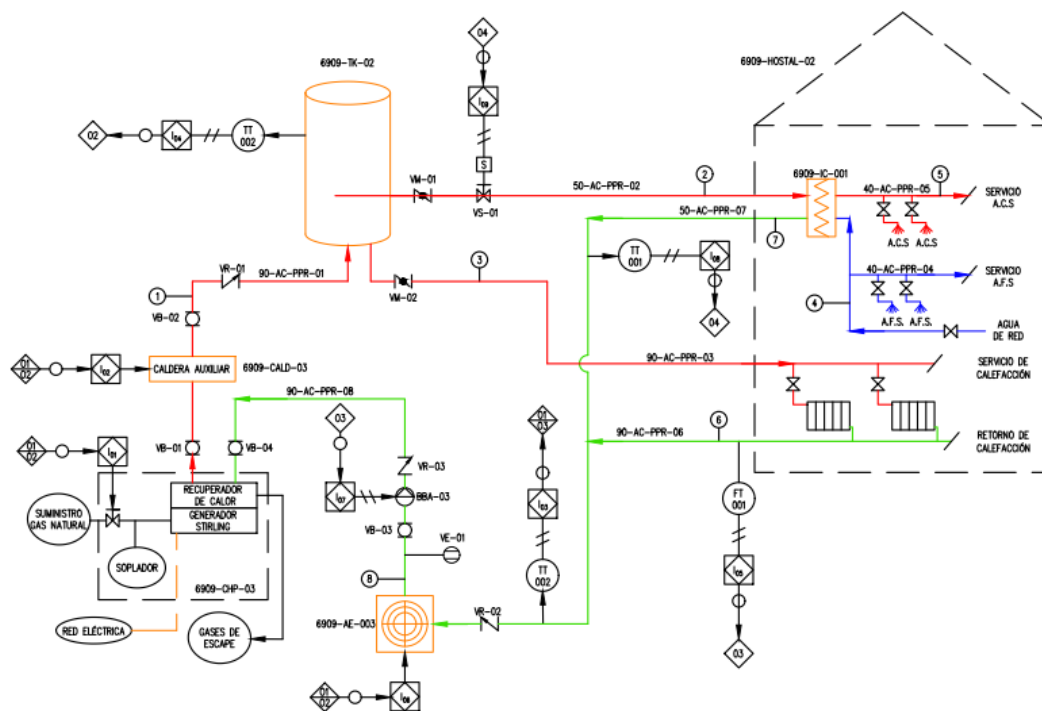 04
6909-TK-02
6909-HOSTAL-02
I09
02
I04
TT
002
S
VM-01
VS-01
50-AC-PPR-02
2
6909-IC-001
40-AC-PPR-05
5
SERVICIO
A.C.S
A.C.S
A.C.S
50-AC-PPR-07
7
VR-01
90-AC-PPR-01
3
TT
001
I08
40-AC-PPR-04
SERVICIO
A.F.S
1
VM-02
4
A.F.S.
A.F.S.
VB-02
04
AGUA
DE RED
01
02
I02
CALDERA AUXILIAR
6909-CALD-03
90-AC-PPR-03
SERVICIO DE
CALEFACCIÓN
90-AC-PPR-08
03
01
03
01
02
I01
VB-01
VB-04
90-AC-PPR-06
6
RETORNO DE
CALEFACCIÓN
VR-03
RECUPERADOR
DE CALOR
I07
BBA-03
I03
FT
001
SUMINISTRO
GAS NATURAL
GENERADOR
STIRLING
VB-03
VE-01
SOPLADOR
TT
002
I05
8
6909-CHP-03
VR-02
6909-AE-003
RED ELÉCTRICA
GASES DE
ESCAPE
03
01
02